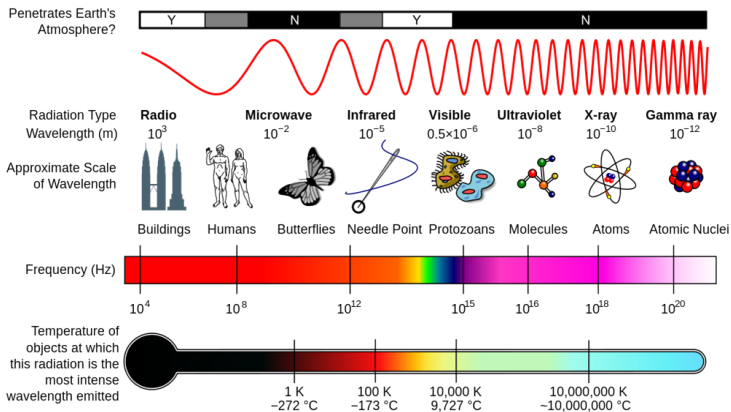 Penetrates Earth's
Atmosphere?
Y N Y N
Radiation Type
Radio Microwave Infrared Visible Ultraviolet X-ray Gamma ray
Wavelength (m)
10³ 10⁻² 10⁻⁵ 0.5×10⁻⁶ 10⁻⁸ 10⁻¹⁰ 10⁻¹²
Approximate Scale
of Wavelength
Buildings Humans Butterflies Needle Point Protozoans Molecules Atoms Atomic Nuclei
Frequency (Hz)
10⁴ 10⁸ 10¹² 10¹⁵ 10¹⁶ 10¹⁸ 10²⁰
Temperature of
objects at which
this radiation is the
most intense
wavelength emitted
1 K 100 K 10,000 K 10,000,000 K
−272 °C −173 °C 9,727 °C ~10,000,000 °C